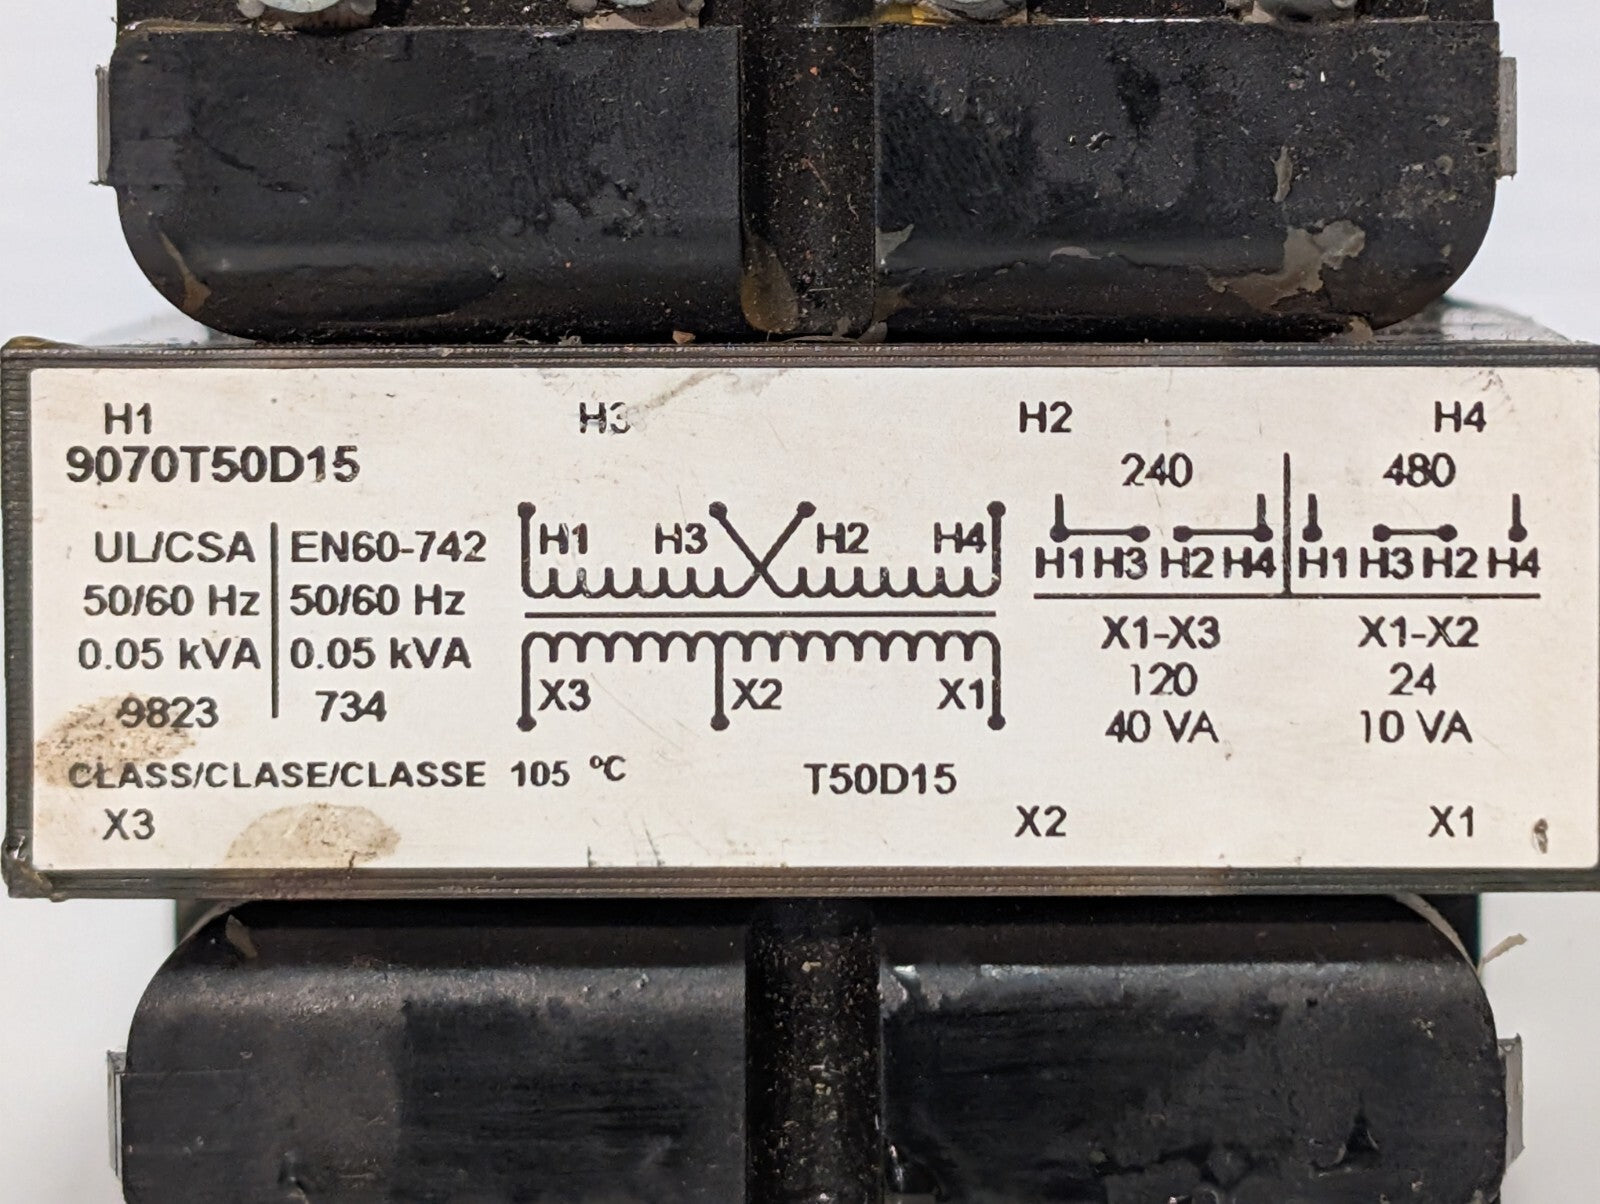 H1 H3 H2 H4
9070T50D15
240 480
UL/CSA EN60-742
H1 H3 H2 H4
H1 H3 H2 H4 H1 H3 H2 H4
50/60 Hz 50/60 Hz
0.05 kVA 0.05 kVA
X1-X3 X1-X2
9823 734
X3 X2 X1
120 24
40 VA 10 VA
CLASS/CLASE/CLASSE 105 ºC
T50D15
X3 X2 X1